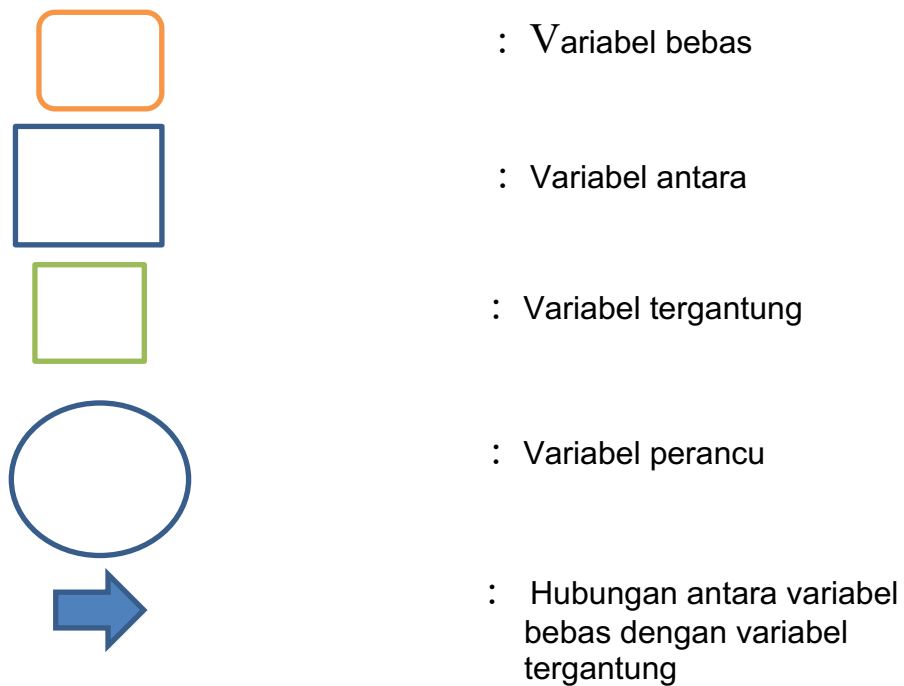 : Variabel bebas
: Variabel antara
: Variabel tergantung
: Variabel perancu
: Hubungan antara variabel
bebas dengan variabel
tergantung